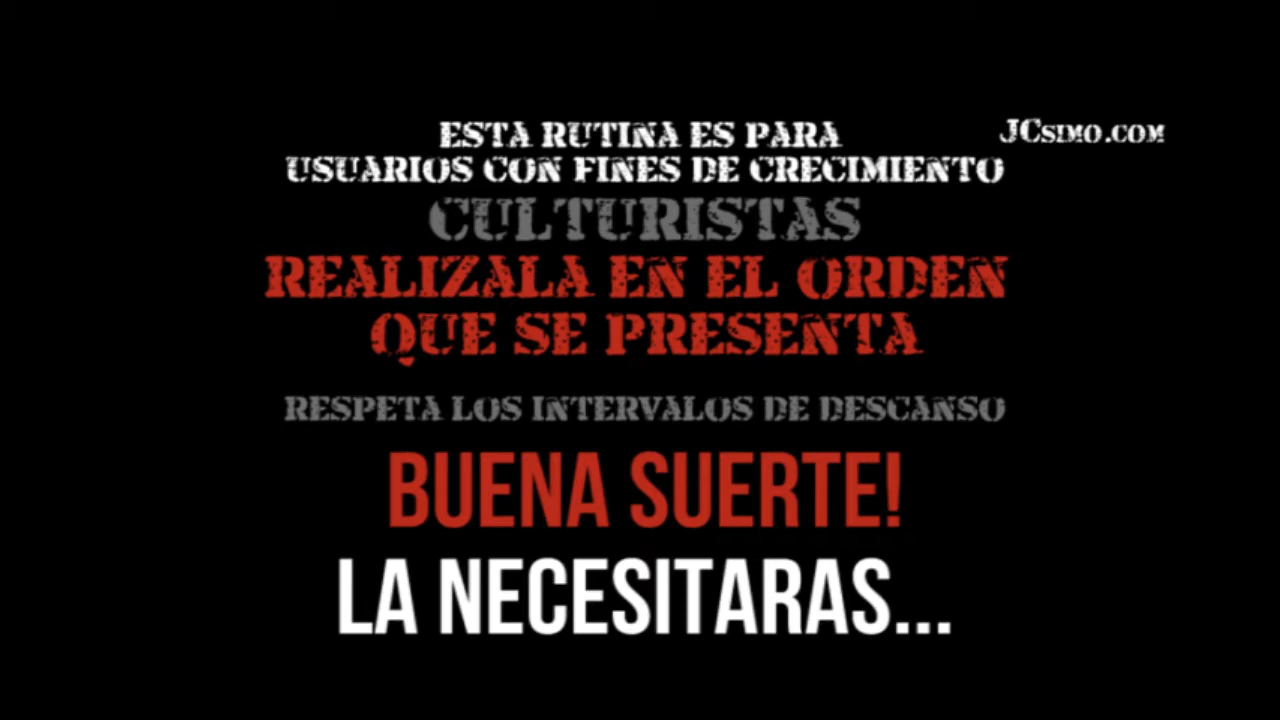 ESTA RUTINA ES PARA
JCSIMO.COM
USUARIOS CON FINES DE CRECIMIENTO
CULTURISTAS
REALIZALA EN EL ORDEN
QUE SE PRESENTA
RESPETA LOS INTERVALOS DE DESCANSO
BUENA SUERTE!
LA NECESITARAS...